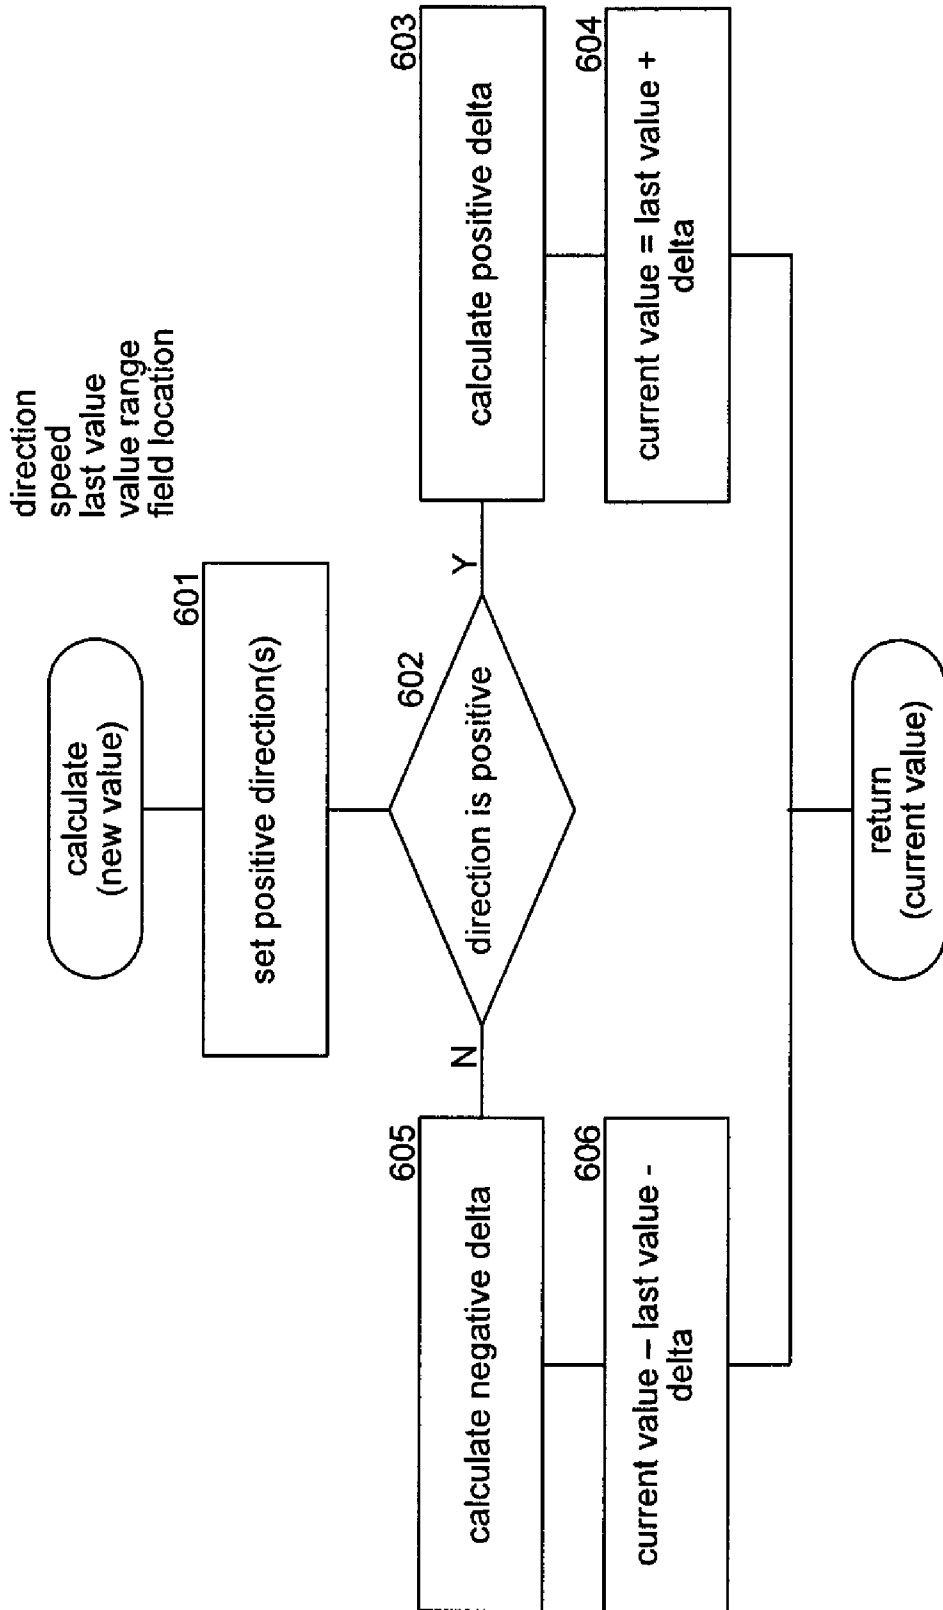 calculate
(new value)
direction
speed
last value
value range
field location
601
set positive direction(s)
602
direction is positive
N
Y
605
calculate negative delta
603
calculate positive delta
606
current value – last value -
delta
604
current value = last value +
delta
return
(current value)